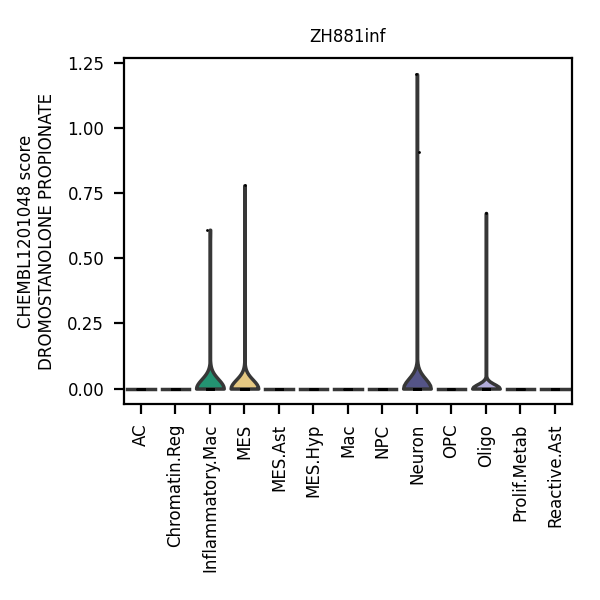 ZH881inf
CHEMBL1201048 score
DROMOSTANOLONE PROPIONATE
1.25
1.00
0.75
0.50
0.25
0.00
AC
Chromatin.Reg
Inflammatory.Mac
MES
MES.Ast
MES.Hyp
Mac
NPC
Neuron
OPC
Oligo
Prolif.Metab
Reactive.Ast